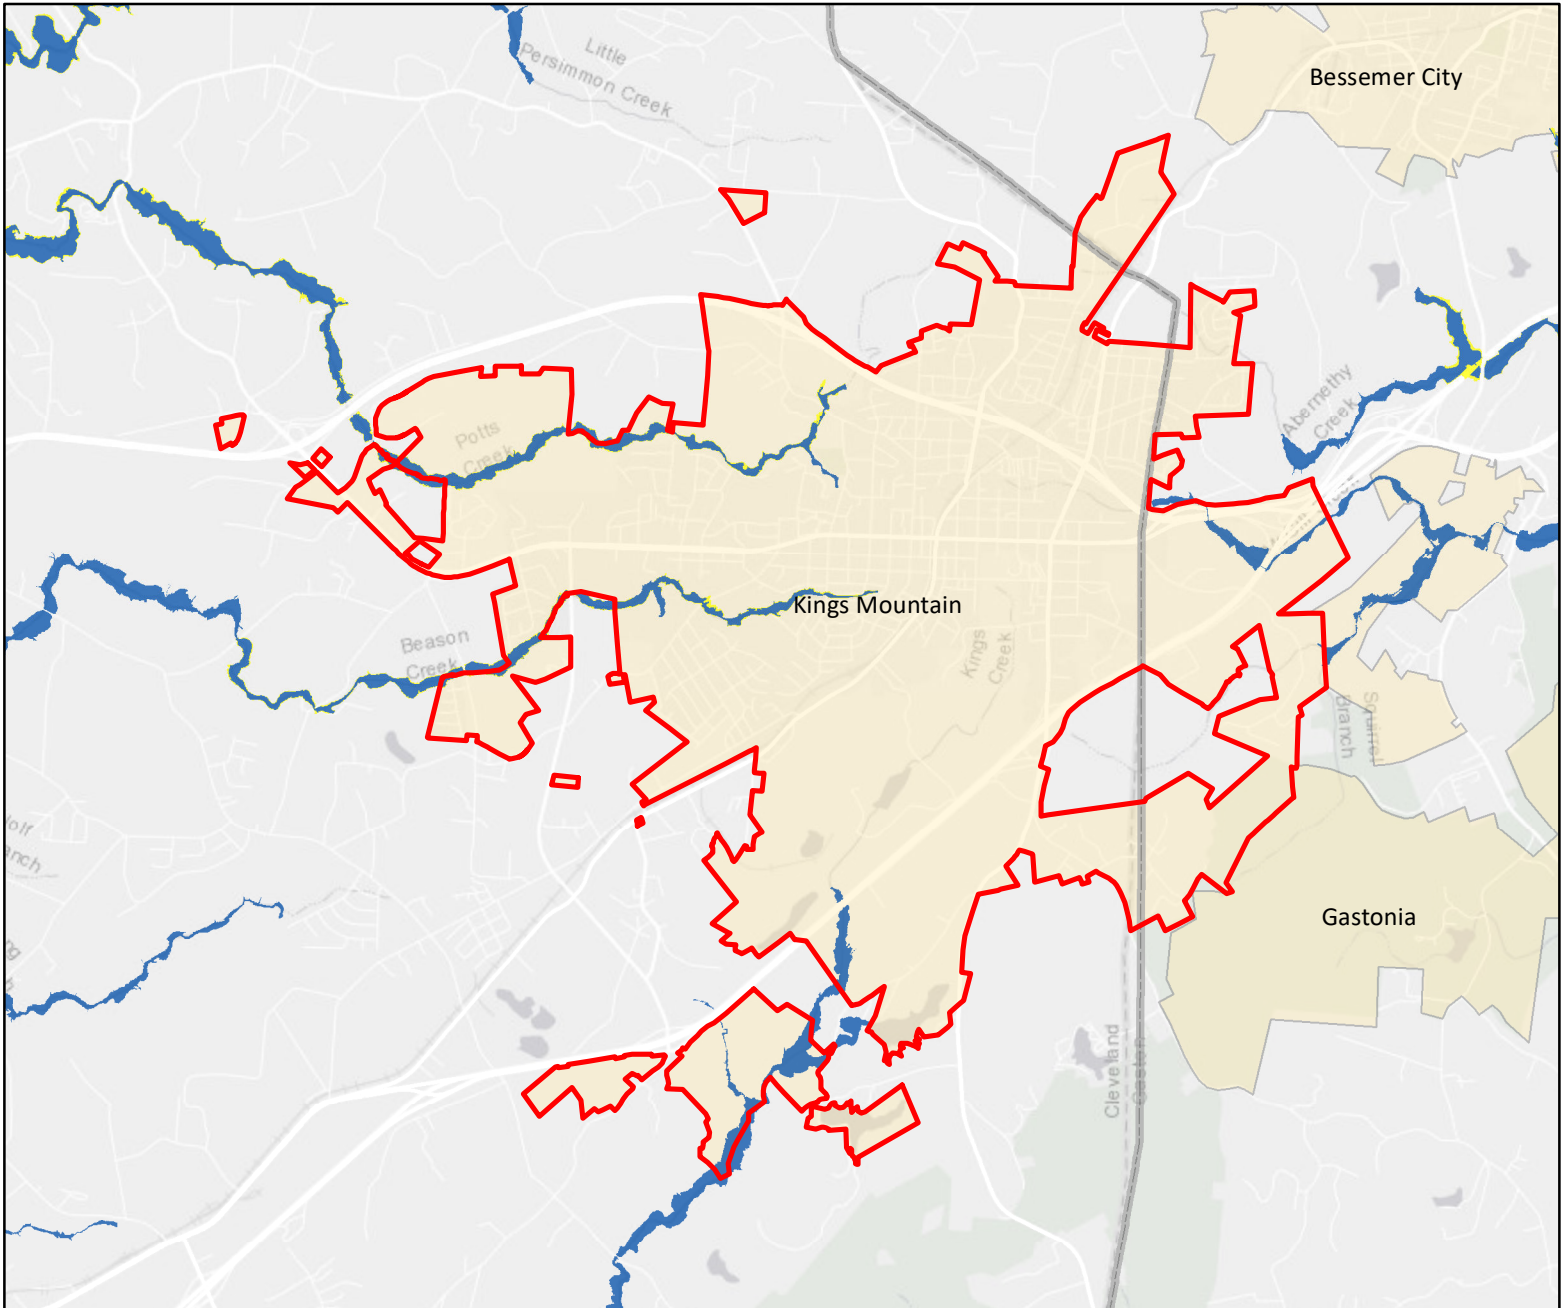 Little
Persimmon Creek
Bessemer City
Abernethy
Creek
Potts
Creek
Kings Mountain
Beason
Creek
Kings
Creek
Squirrel
Branch
Gastonia
Cleveland
Gaston